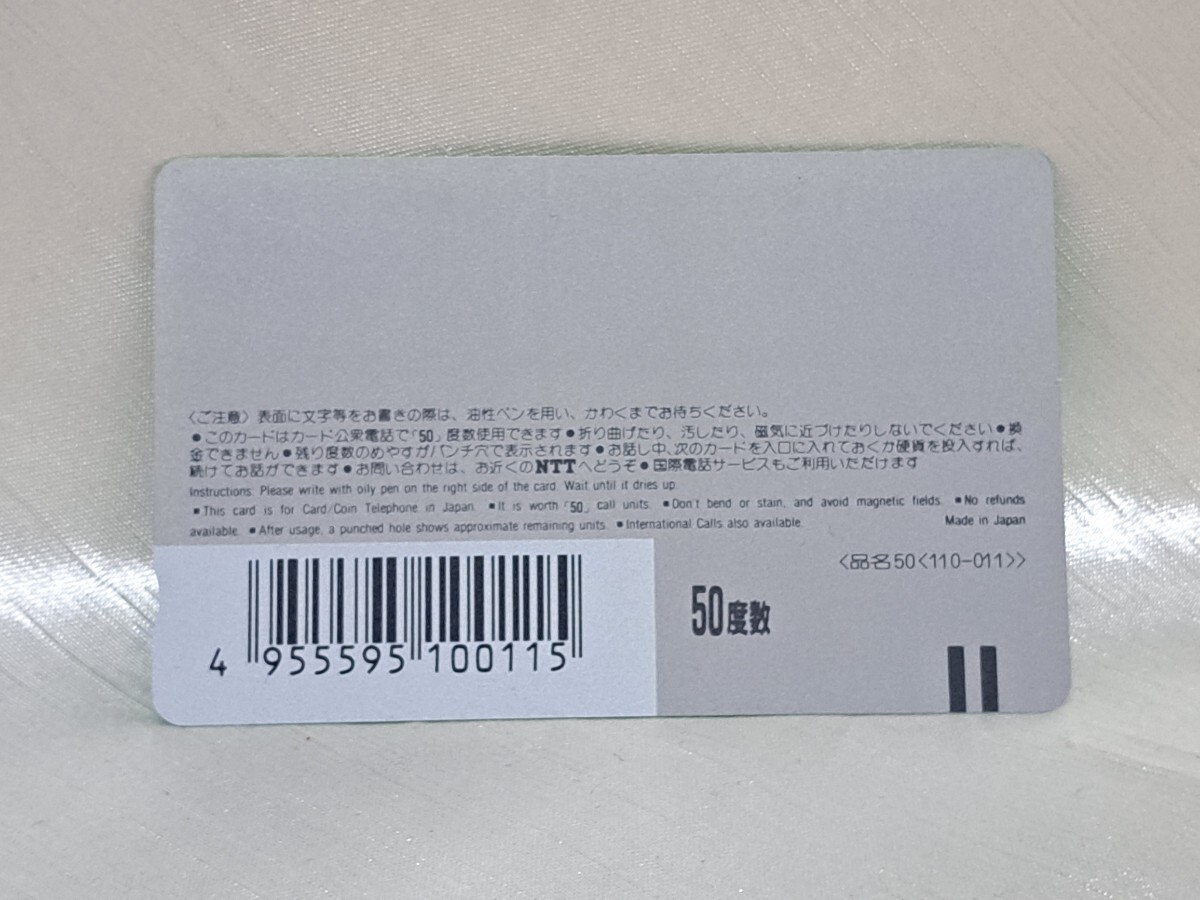 〈ご注意〉表面に文字等をお書きの際は、油性ペンを用い、かわくまでお待ちください。
●このカードはカード公衆電話で「50」度数使用できます●折り曲げたり、汚したり、磁気に近づけたりしないでください●換
金できません●残り度数のめやすがパンチ穴で表示されます●お話し中、次のカードを入口に入れておくか硬貨を投入すれば、
続けてお話ができます●お問い合わせは、お近くのNTTへどうぞ●国際電話サービスもご利用いただけます
Instructions: Please write with oily pen on the right side of the card. Wait until it dries up.
■This card is for Card/Coin Telephone in Japan. ■It is worth「50」call units. ■Don't bend or stain, and avoid magnetic fields. ■No refunds
available. ■After usage, a punched hole shows approximate remaining units. ■International Calls also available. Made in Japan
〈品名50〈110-011〉〉
50度数
4 955595 100115